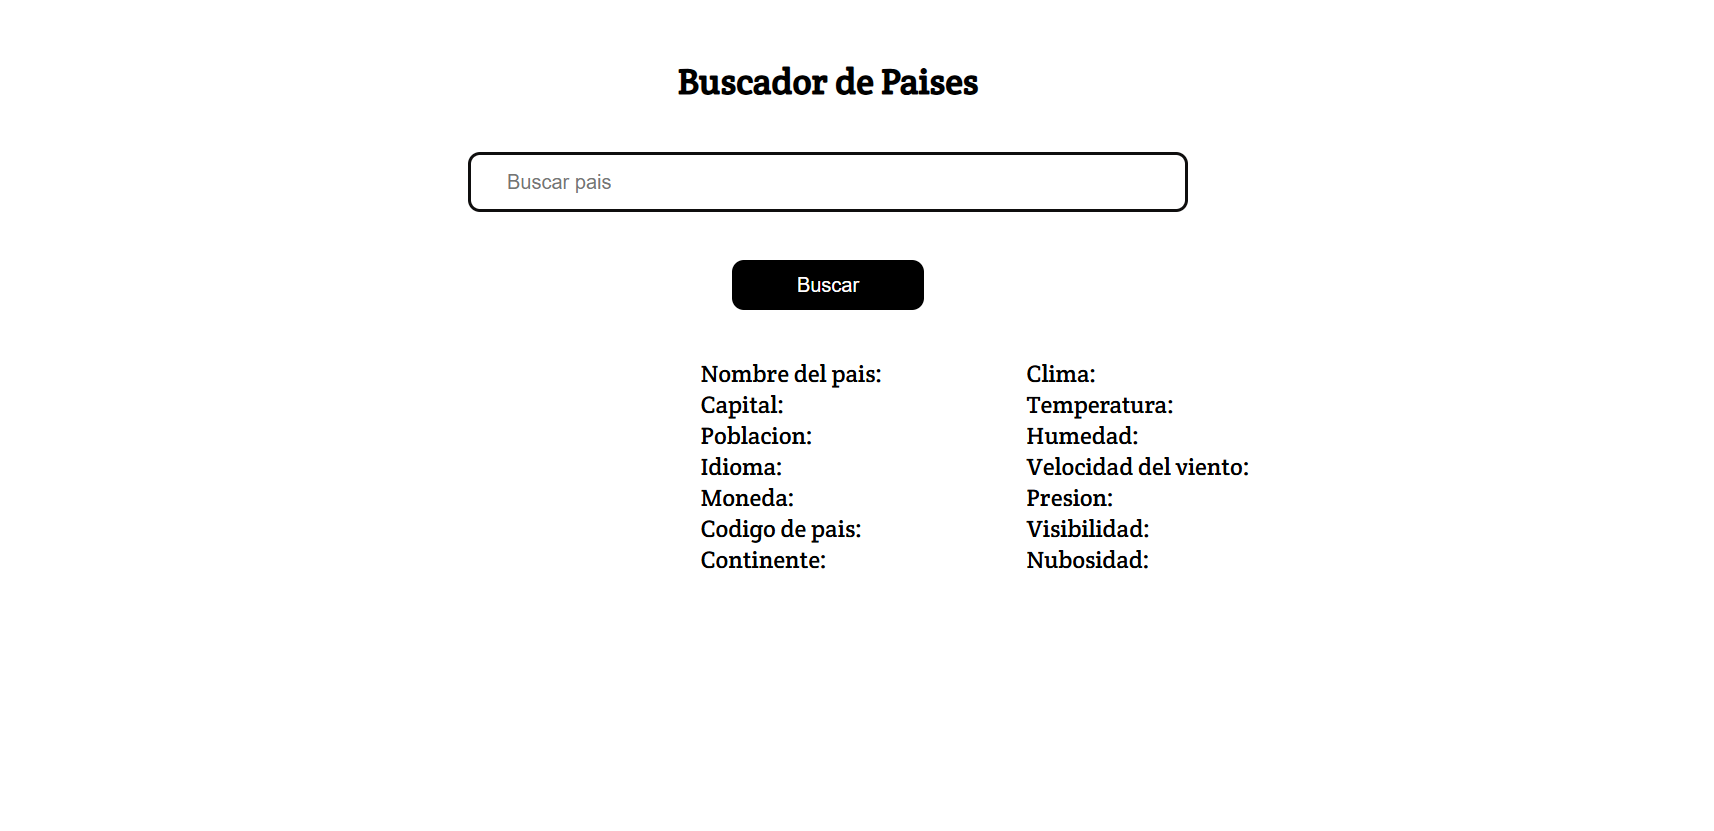 Buscador de Paises
Buscar pais
Buscar
Nombre del pais:
Capital:
Poblacion:
Idioma:
Moneda:
Codigo de pais:
Continente:
Clima:
Temperatura:
Humedad:
Velocidad del viento:
Presion:
Visibilidad:
Nubosidad: